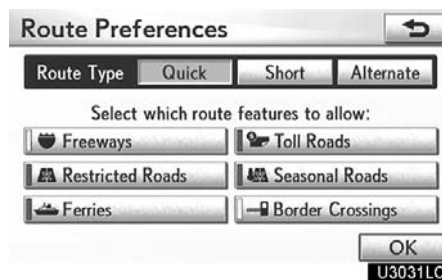 Route Preferences
Route Type Quick Short Alternate
Select which route features to allow:
Freeways Toll Roads
Restricted Roads Seasonal Roads
Ferries Border Crossings
OK
U3031LC